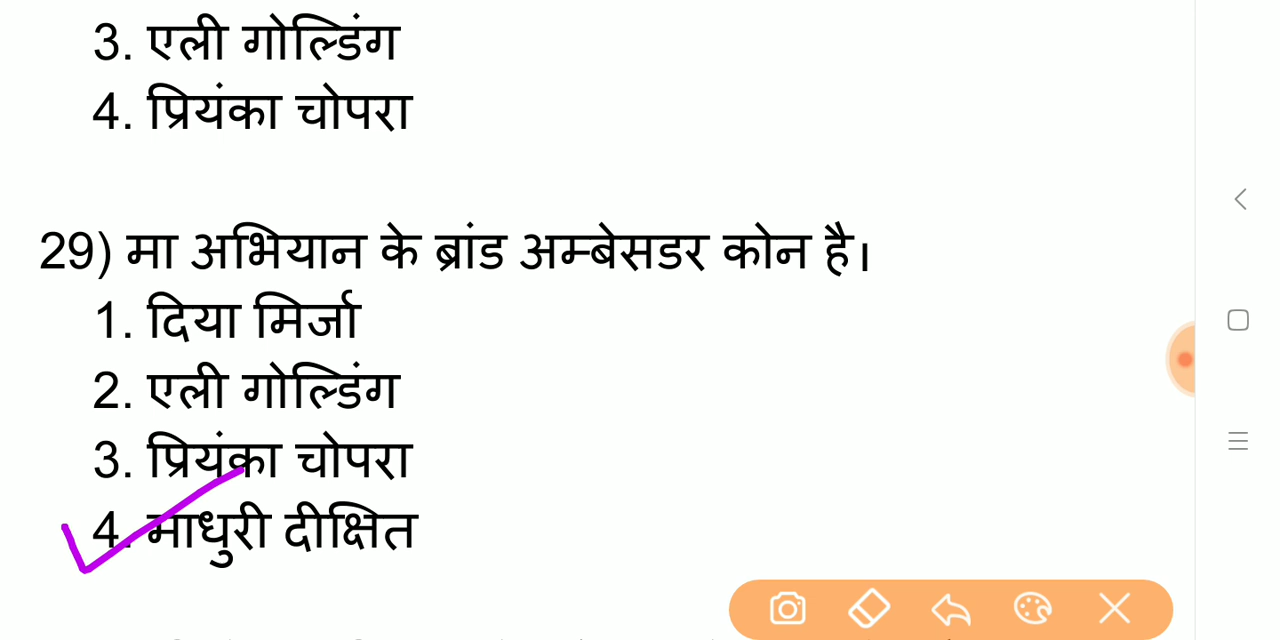 3. एली गोल्डिंग
4. प्रियंका चोपरा
29) मा अभियान के ब्रांड अम्बेसडर कोन है।
1. दिया मिर्जा
2. एली गोल्डिंग
3. प्रियंका चोपरा
4. माधुरी दीक्षित